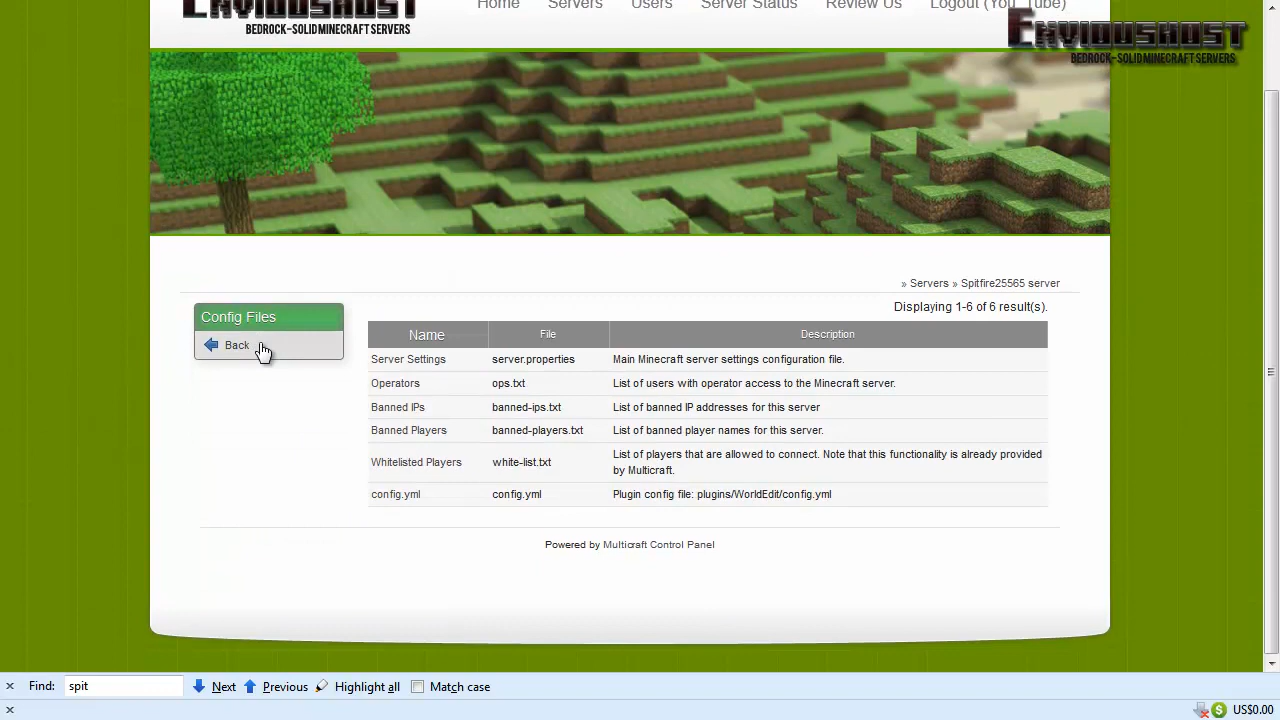 ENVIOUSHOST
BEDROCK-SOLID MINECRAFT SERVERS
Home Servers Users Server Status Review Us Logout (You_Tube)
ENVIOUSHOST
BEDROCK-SOLID MINECRAFT SERVERS
» Servers » Spitfire25565 server
Displaying 1-6 of 6 result(s).
Config Files
Back
Name File Description
Server Settings server.properties Main Minecraft server settings configuration file.
Operators ops.txt List of users with operator access to the Minecraft server.
Banned IPs banned-ips.txt List of banned IP addresses for this server
Banned Players banned-players.txt List of banned player names for this server.
Whitelisted Players white-list.txt List of players that are allowed to connect. Note that this functionality is already provided
by Multicraft.
config.yml config.yml Plugin config file: plugins/WorldEdit/config.yml
Powered by Multicraft Control Panel
× Find: spit Next Previous Highlight all Match case
× US$0.00